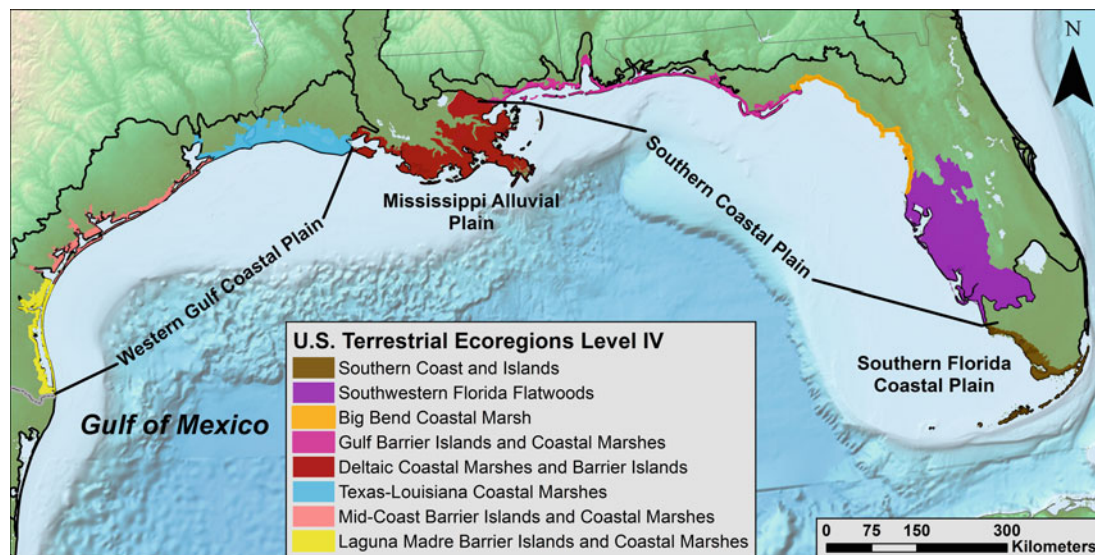 N
Mississippi Alluvial
Plain
Southern Coastal Plain
Western Gulf Coastal Plain
Southern Florida
Coastal Plain
Gulf of Mexico
U.S. Terrestrial Ecoregions Level IV
Southern Coast and Islands
Southwestern Florida Flatwoods
Big Bend Coastal Marsh
Gulf Barrier Islands and Coastal Marshes
Deltaic Coastal Marshes and Barrier Islands
Texas-Louisiana Coastal Marshes
Mid-Coast Barrier Islands and Coastal Marshes
Laguna Madre Barrier Islands and Coastal Marshes
0 75 150 300
Kilometers